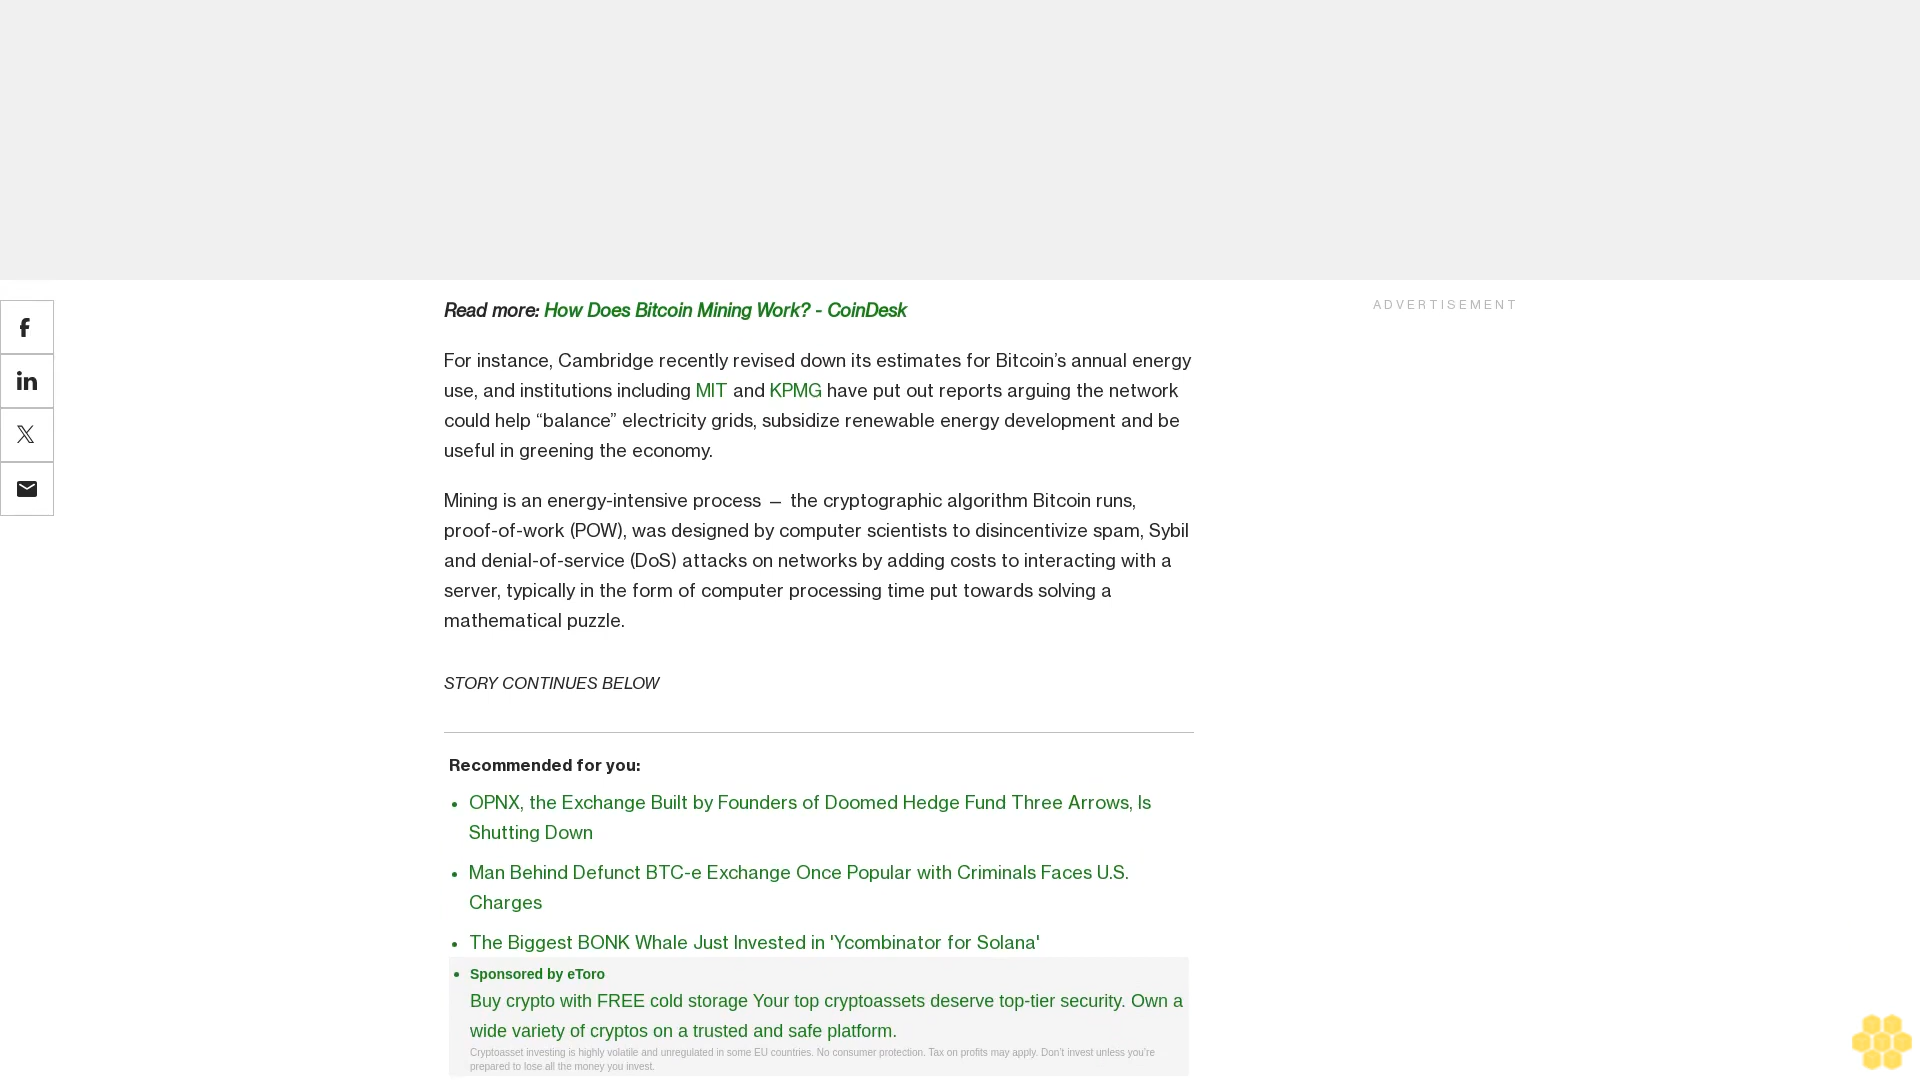 Read more: How Does Bitcoin Mining Work? - CoinDesk
ADVERTISEMENT
For instance, Cambridge recently revised down its estimates for Bitcoin’s annual energy
use, and institutions including MIT and KPMG have put out reports arguing the network
could help “balance” electricity grids, subsidize renewable energy development and be
useful in greening the economy.
Mining is an energy-intensive process — the cryptographic algorithm Bitcoin runs,
proof-of-work (POW), was designed by computer scientists to disincentivize spam, Sybil
and denial-of-service (DoS) attacks on networks by adding costs to interacting with a
server, typically in the form of computer processing time put towards solving a
mathematical puzzle.
STORY CONTINUES BELOW
Recommended for you:
OPNX, the Exchange Built by Founders of Doomed Hedge Fund Three Arrows, Is
Shutting Down
Man Behind Defunct BTC-e Exchange Once Popular with Criminals Faces U.S.
Charges
The Biggest BONK Whale Just Invested in 'Ycombinator for Solana'
Sponsored by eToro
Buy crypto with FREE cold storage Your top cryptoassets deserve top-tier security. Own a
wide variety of cryptos on a trusted and safe platform.
Cryptoasset investing is highly volatile and unregulated in some EU countries. No consumer protection. Tax on profits may apply. Don’t invest unless you’re
prepared to lose all the money you invest.